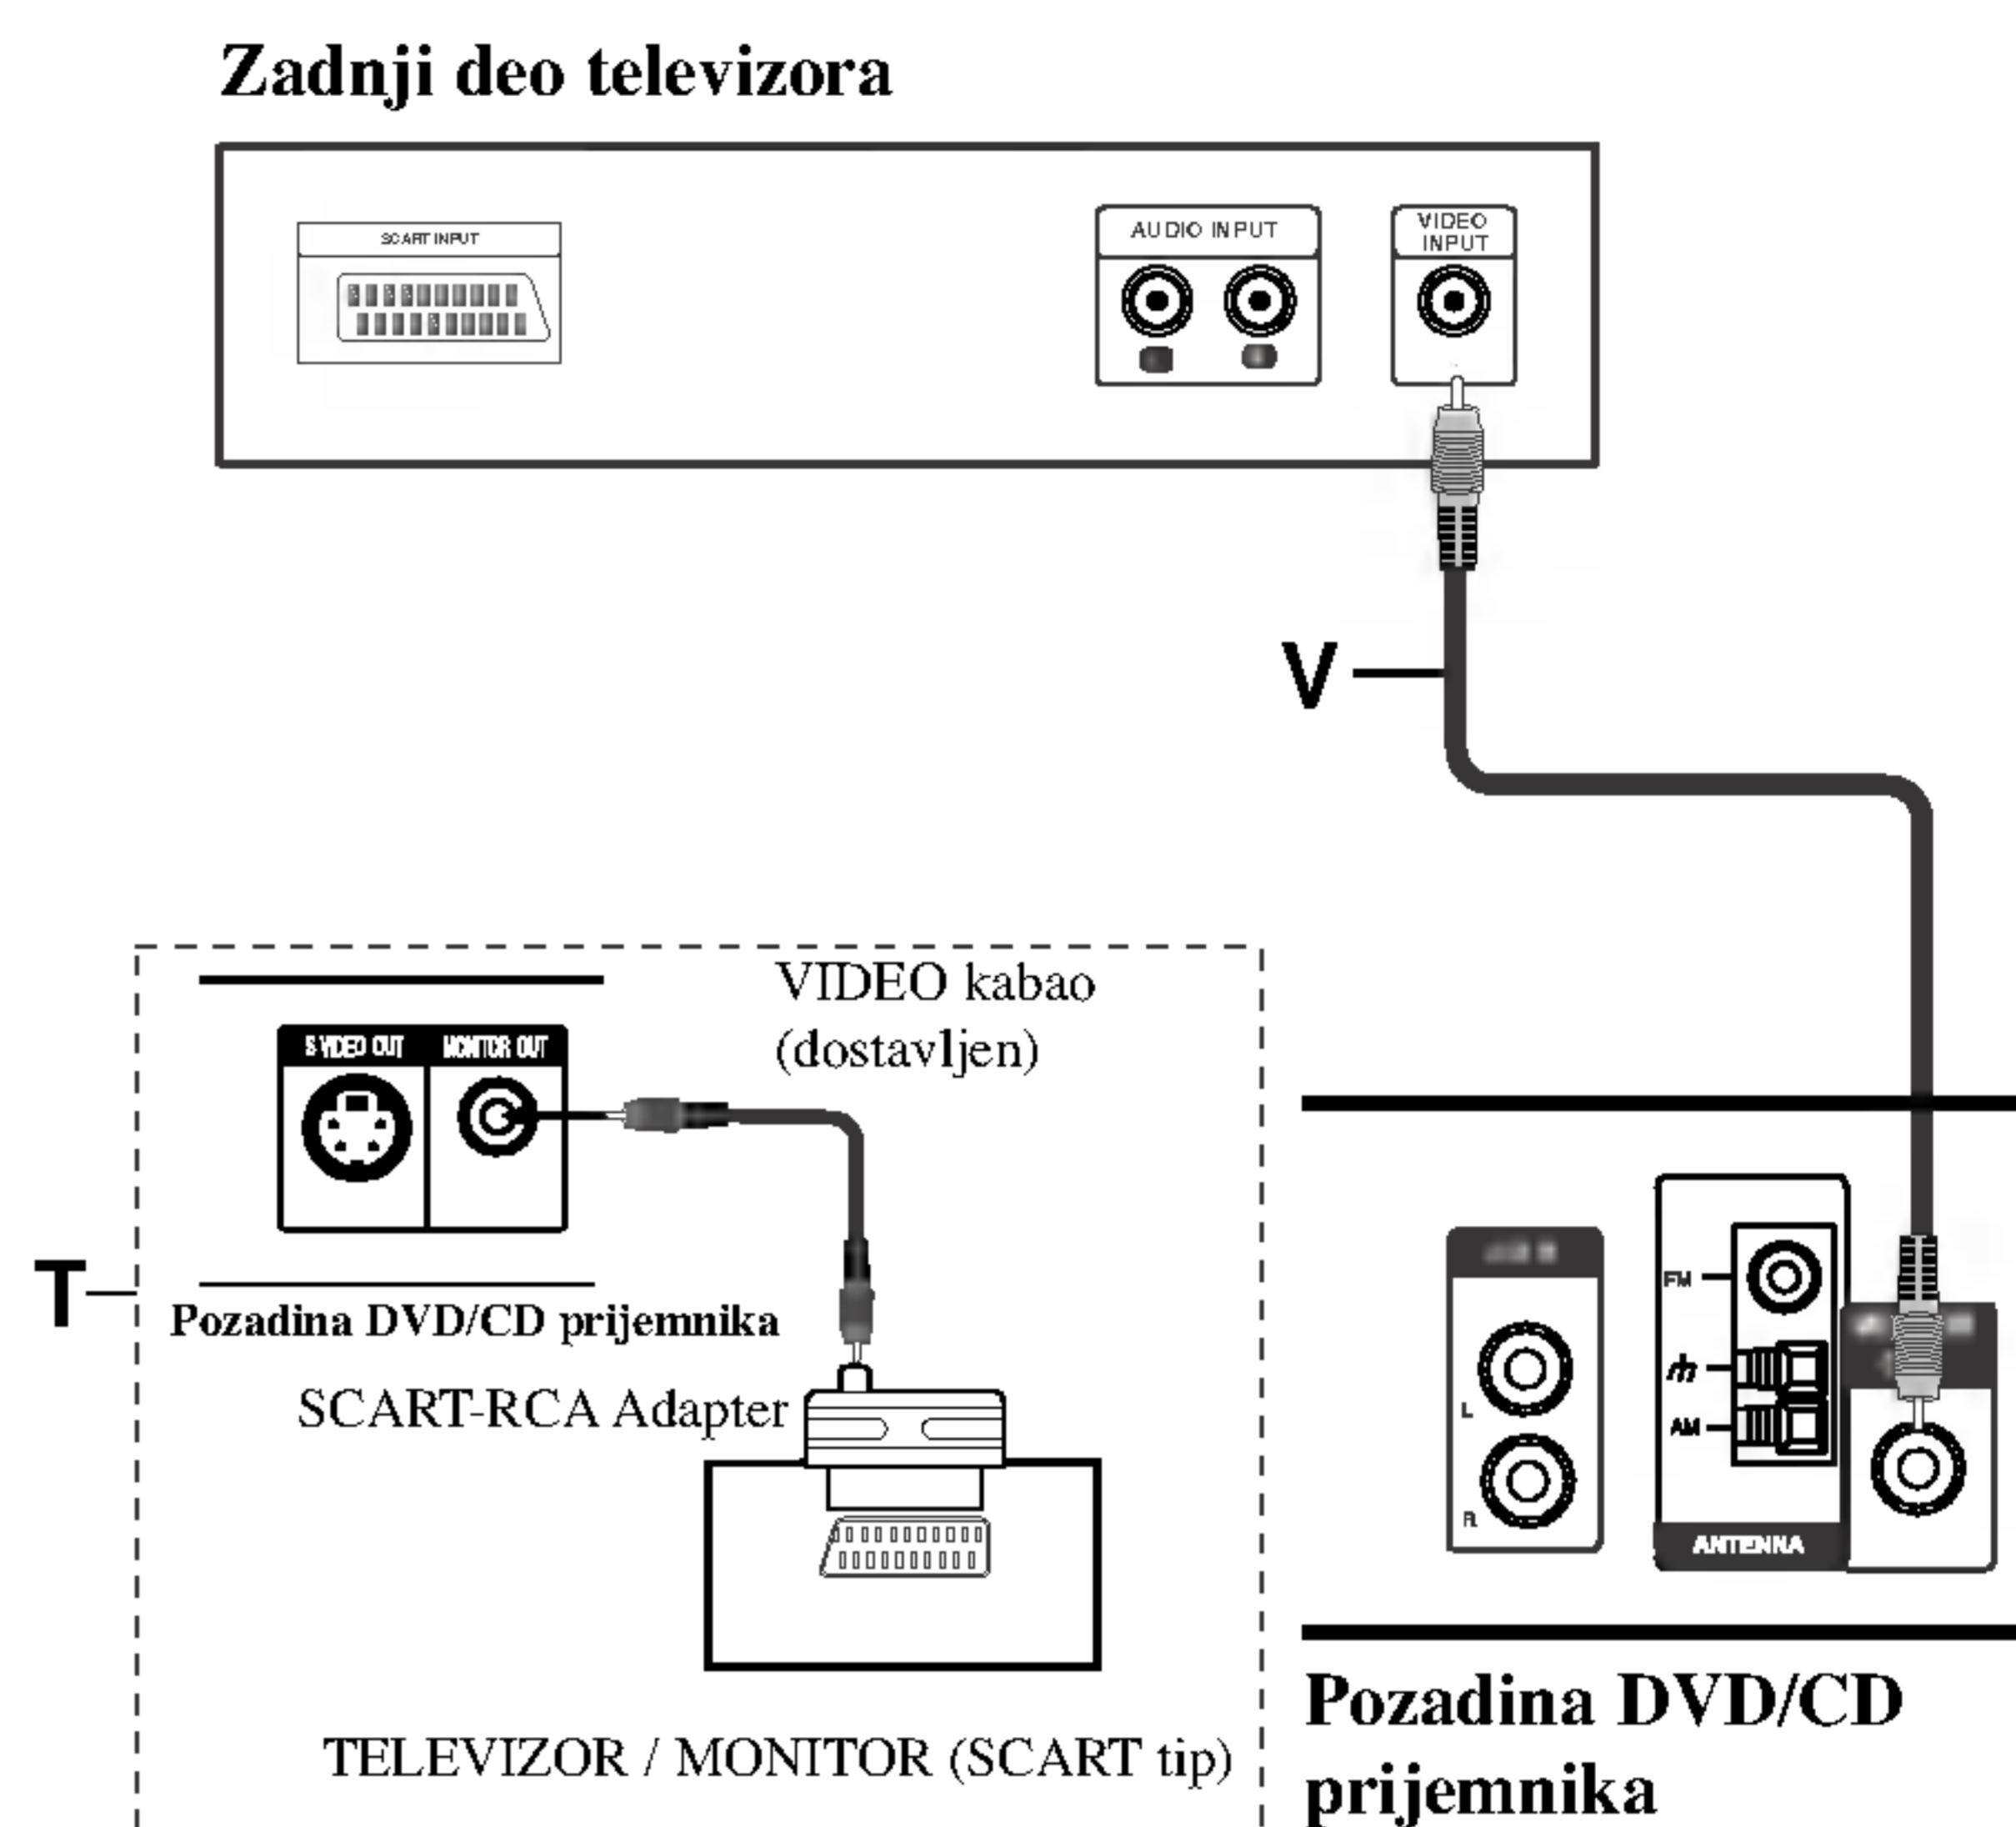 Zadnji deo televizora
SCART INPUT
AUDIO INPUT
VIDEO
INPUT
V
VIDEO kabao
(dostavljen)
S VIDEO OUT
MONITOR OUT
T
Pozadina DVD/CD prijemnika
SCART-RCA Adapter
TELEVIZOR / MONITOR (SCART tip)
L
R
FM
AM
ANTENNA
Pozadina DVD/CD
prijemnika